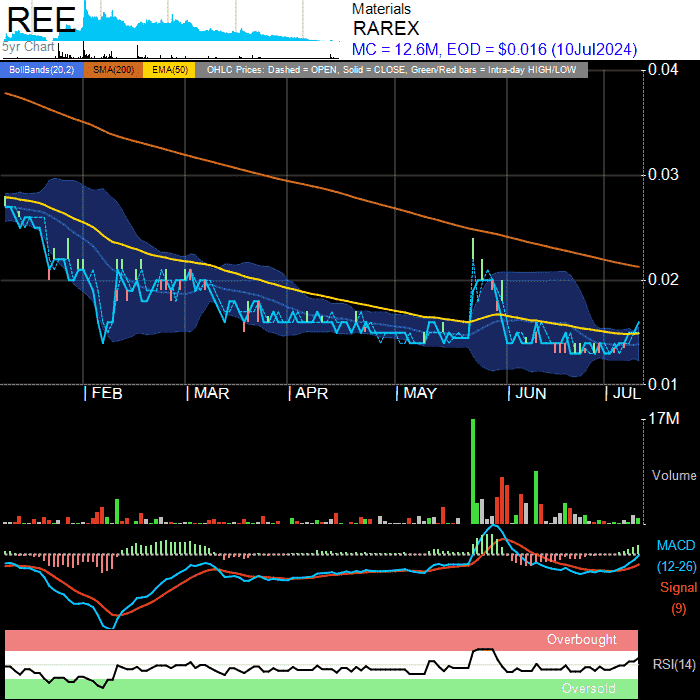 REE
5yr Chart
Materials
RAREX
MC = 12.6M, EOD = $0.016 (10Jul2024)
BollBands(20,2) SMA(200) EMA(50) OHLC Prices: Dashed = OPEN, Solid = CLOSE, Green/Red bars = Intra-day HIGH/LOW
0.04
0.03
0.02
0.01
FEB MAR APR MAY JUN JUL
17M
Volume
MACD
(12-26)
Signal
(9)
Overbought
RSI(14)
Oversold